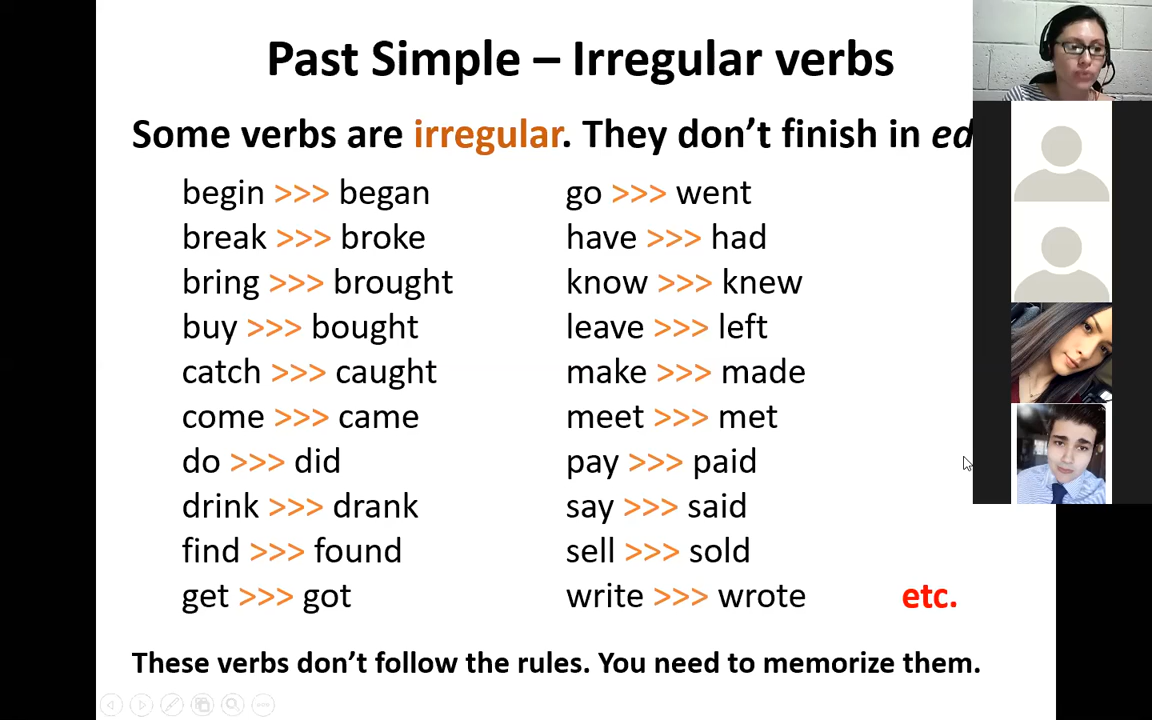 Past Simple – Irregular verbs
Some verbs are irregular. They don’t finish in ed
begin >>> began
break >>> broke
bring >>> brought
buy >>> bought
catch >>> caught
come >>> came
do >>> did
drink >>> drank
find >>> found
get >>> got
go >>> went
have >>> had
know >>> knew
leave >>> left
make >>> made
meet >>> met
pay >>> paid
say >>> said
sell >>> sold
write >>> wrote
etc.
These verbs don’t follow the rules. You need to memorize them.